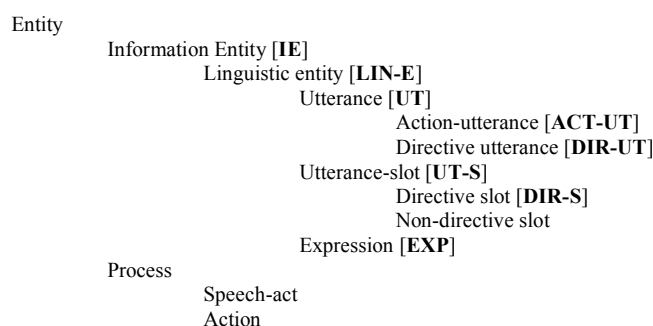 Entity
Information Entity [IE]
Linguistic entity [LIN-E]
Utterance [UT]
Action-utterance [ACT-UT]
Directive utterance [DIR-UT]
Utterance-slot [UT-S]
Directive slot [DIR-S]
Non-directive slot
Expression [EXP]
Process
Speech-act
Action